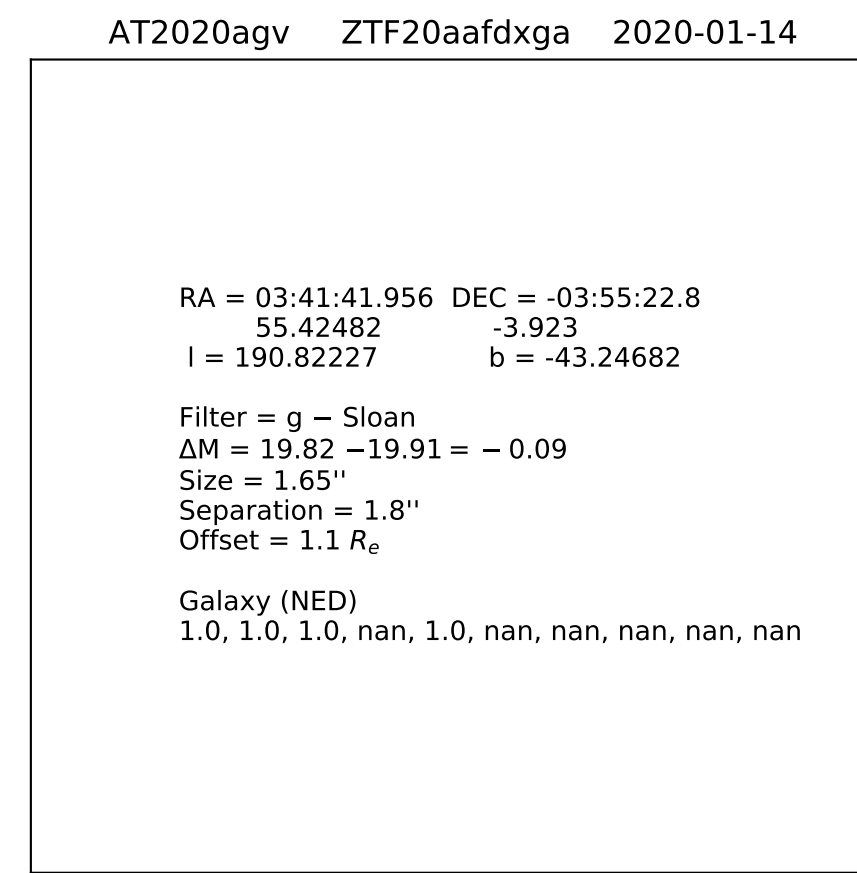 AT2020agv ZTF20aafdxga 2020-01-14
RA = 03:41:41.956 DEC = -03:55:22.8
55.42482 -3.923
l = 190.82227 b = -43.24682
Filter = g − Sloan
ΔM = 19.82 −19.91 = − 0.09
Size = 1.65''
Separation = 1.8''
Offset = 1.1 Rₑ
Galaxy (NED)
1.0, 1.0, 1.0, nan, 1.0, nan, nan, nan, nan, nan